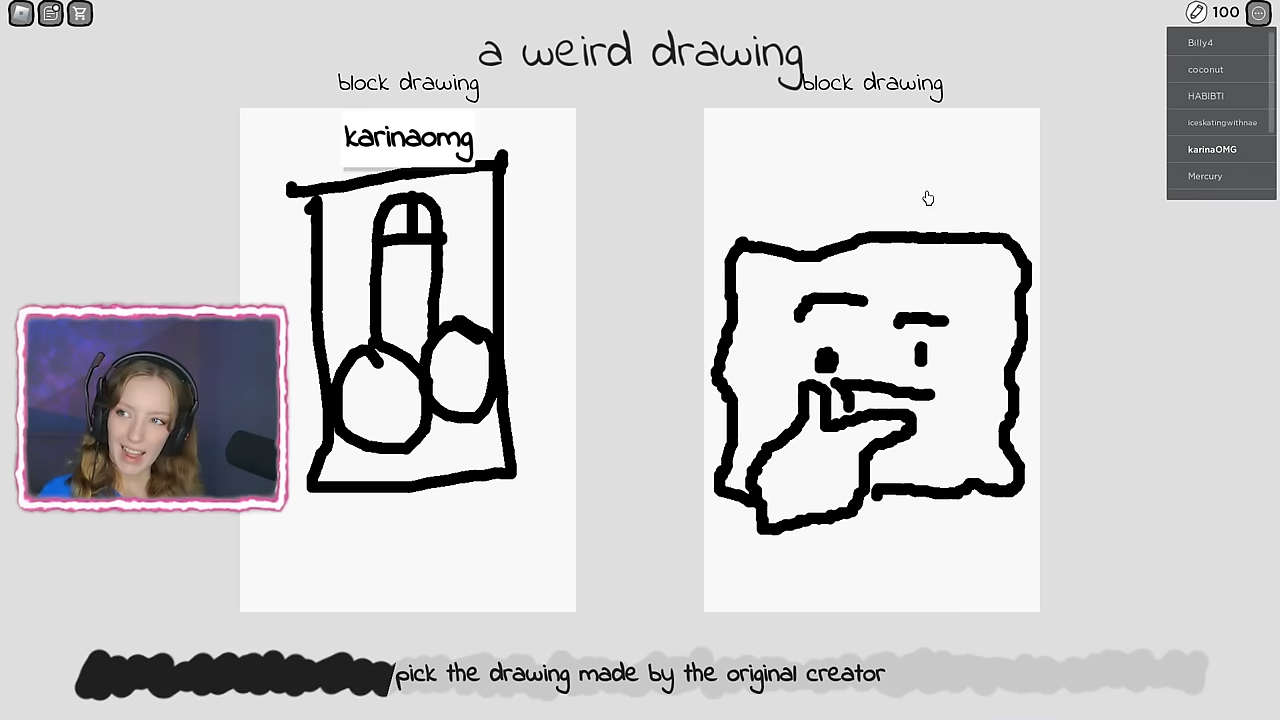 100
a weird drawing
block drawing
block drawing
karinaomg
Billy4
coconut
HABIBTI
iceskatingwithnae
karinaOMG
Mercury
pick the drawing made by the original creator